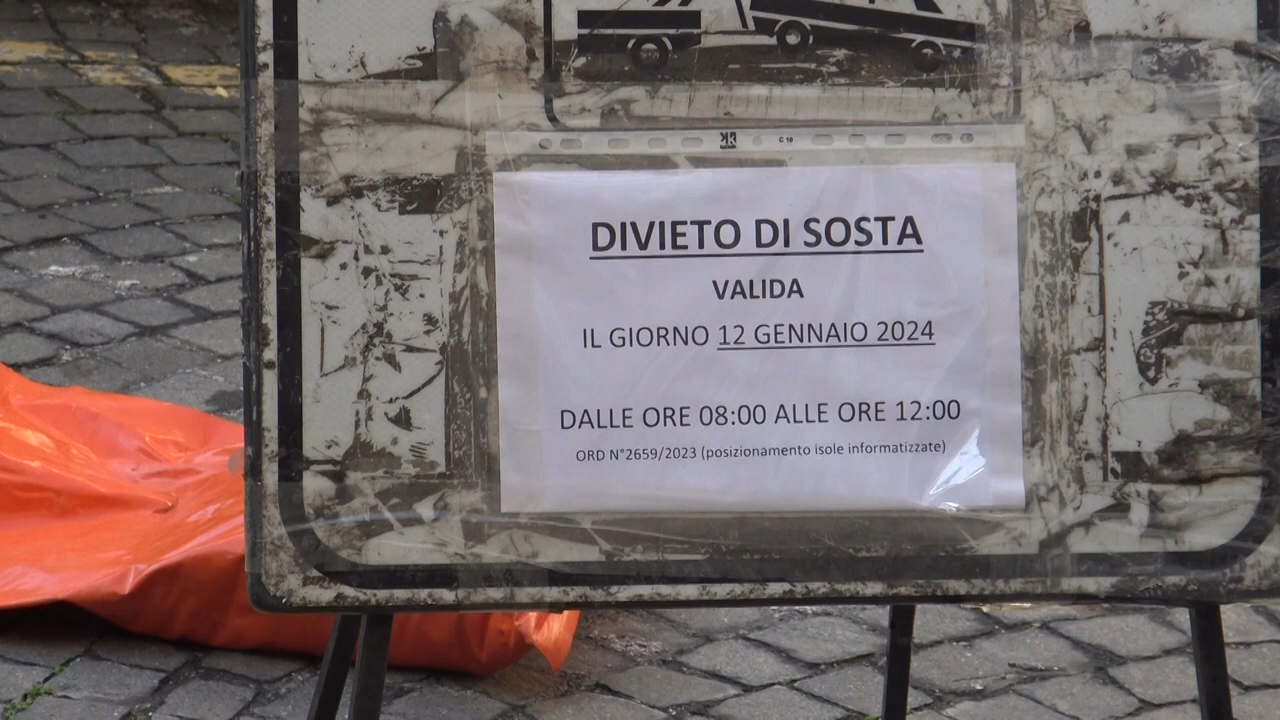 DIVIETO DI SOSTA
VALIDA
IL GIORNO 12 GENNAIO 2024
DALLE ORE 08:00 ALLE ORE 12:00
ORD N°2659/2023 (posizionamento isole informatizzate)